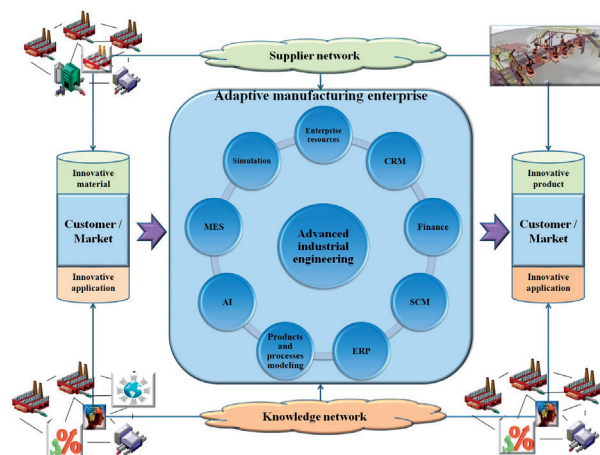 Supplier network
Adaptive manufacturing enterprise
Enterprise
resources
Simulation
CRM
Innovative
material
Innovative
product
Customer /
Market
MES
Advanced
industrial
engineering
Finance
Customer /
Market
Innovative
application
AI
SCM
Innovative
application
Products and
processes
modeling
ERP
Knowledge network
%
%